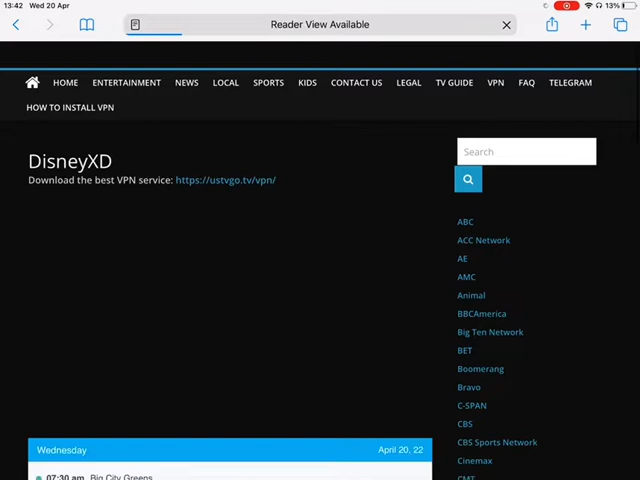 13:42 Wed 20 Apr
13%
Reader View Available
HOME ENTERTAINMENT NEWS LOCAL SPORTS KIDS CONTACT US LEGAL TV GUIDE VPN FAQ TELEGRAM
HOW TO INSTALL VPN
DisneyXD
Download the best VPN service: https://ustvgo.tv/vpn/
Search
ABC
ACC Network
AE
AMC
Animal
BBCAmerica
Big Ten Network
BET
Boomerang
Bravo
C-SPAN
CBS
CBS Sports Network
Cinemax
CMT
Wednesday April 20, 22
07:30 am Big City Greens